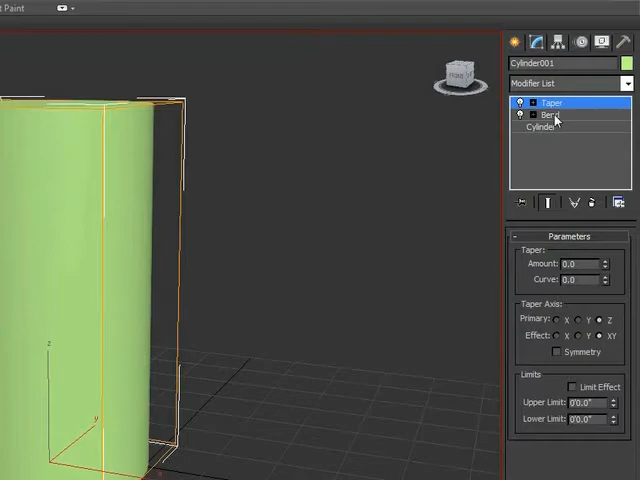 t Paint
Cylinder001
Modifier List
Taper
Bend
Cylinder
FRONT
Parameters
Taper:
Amount: 0.0
Curve: 0.0
Taper Axis:
Primary: X Y Z
Effect: X Y XY
Symmetry
Limits
Limit Effect
Upper Limit: 0'0.0"
Lower Limit: 0'0.0"
z
y
x